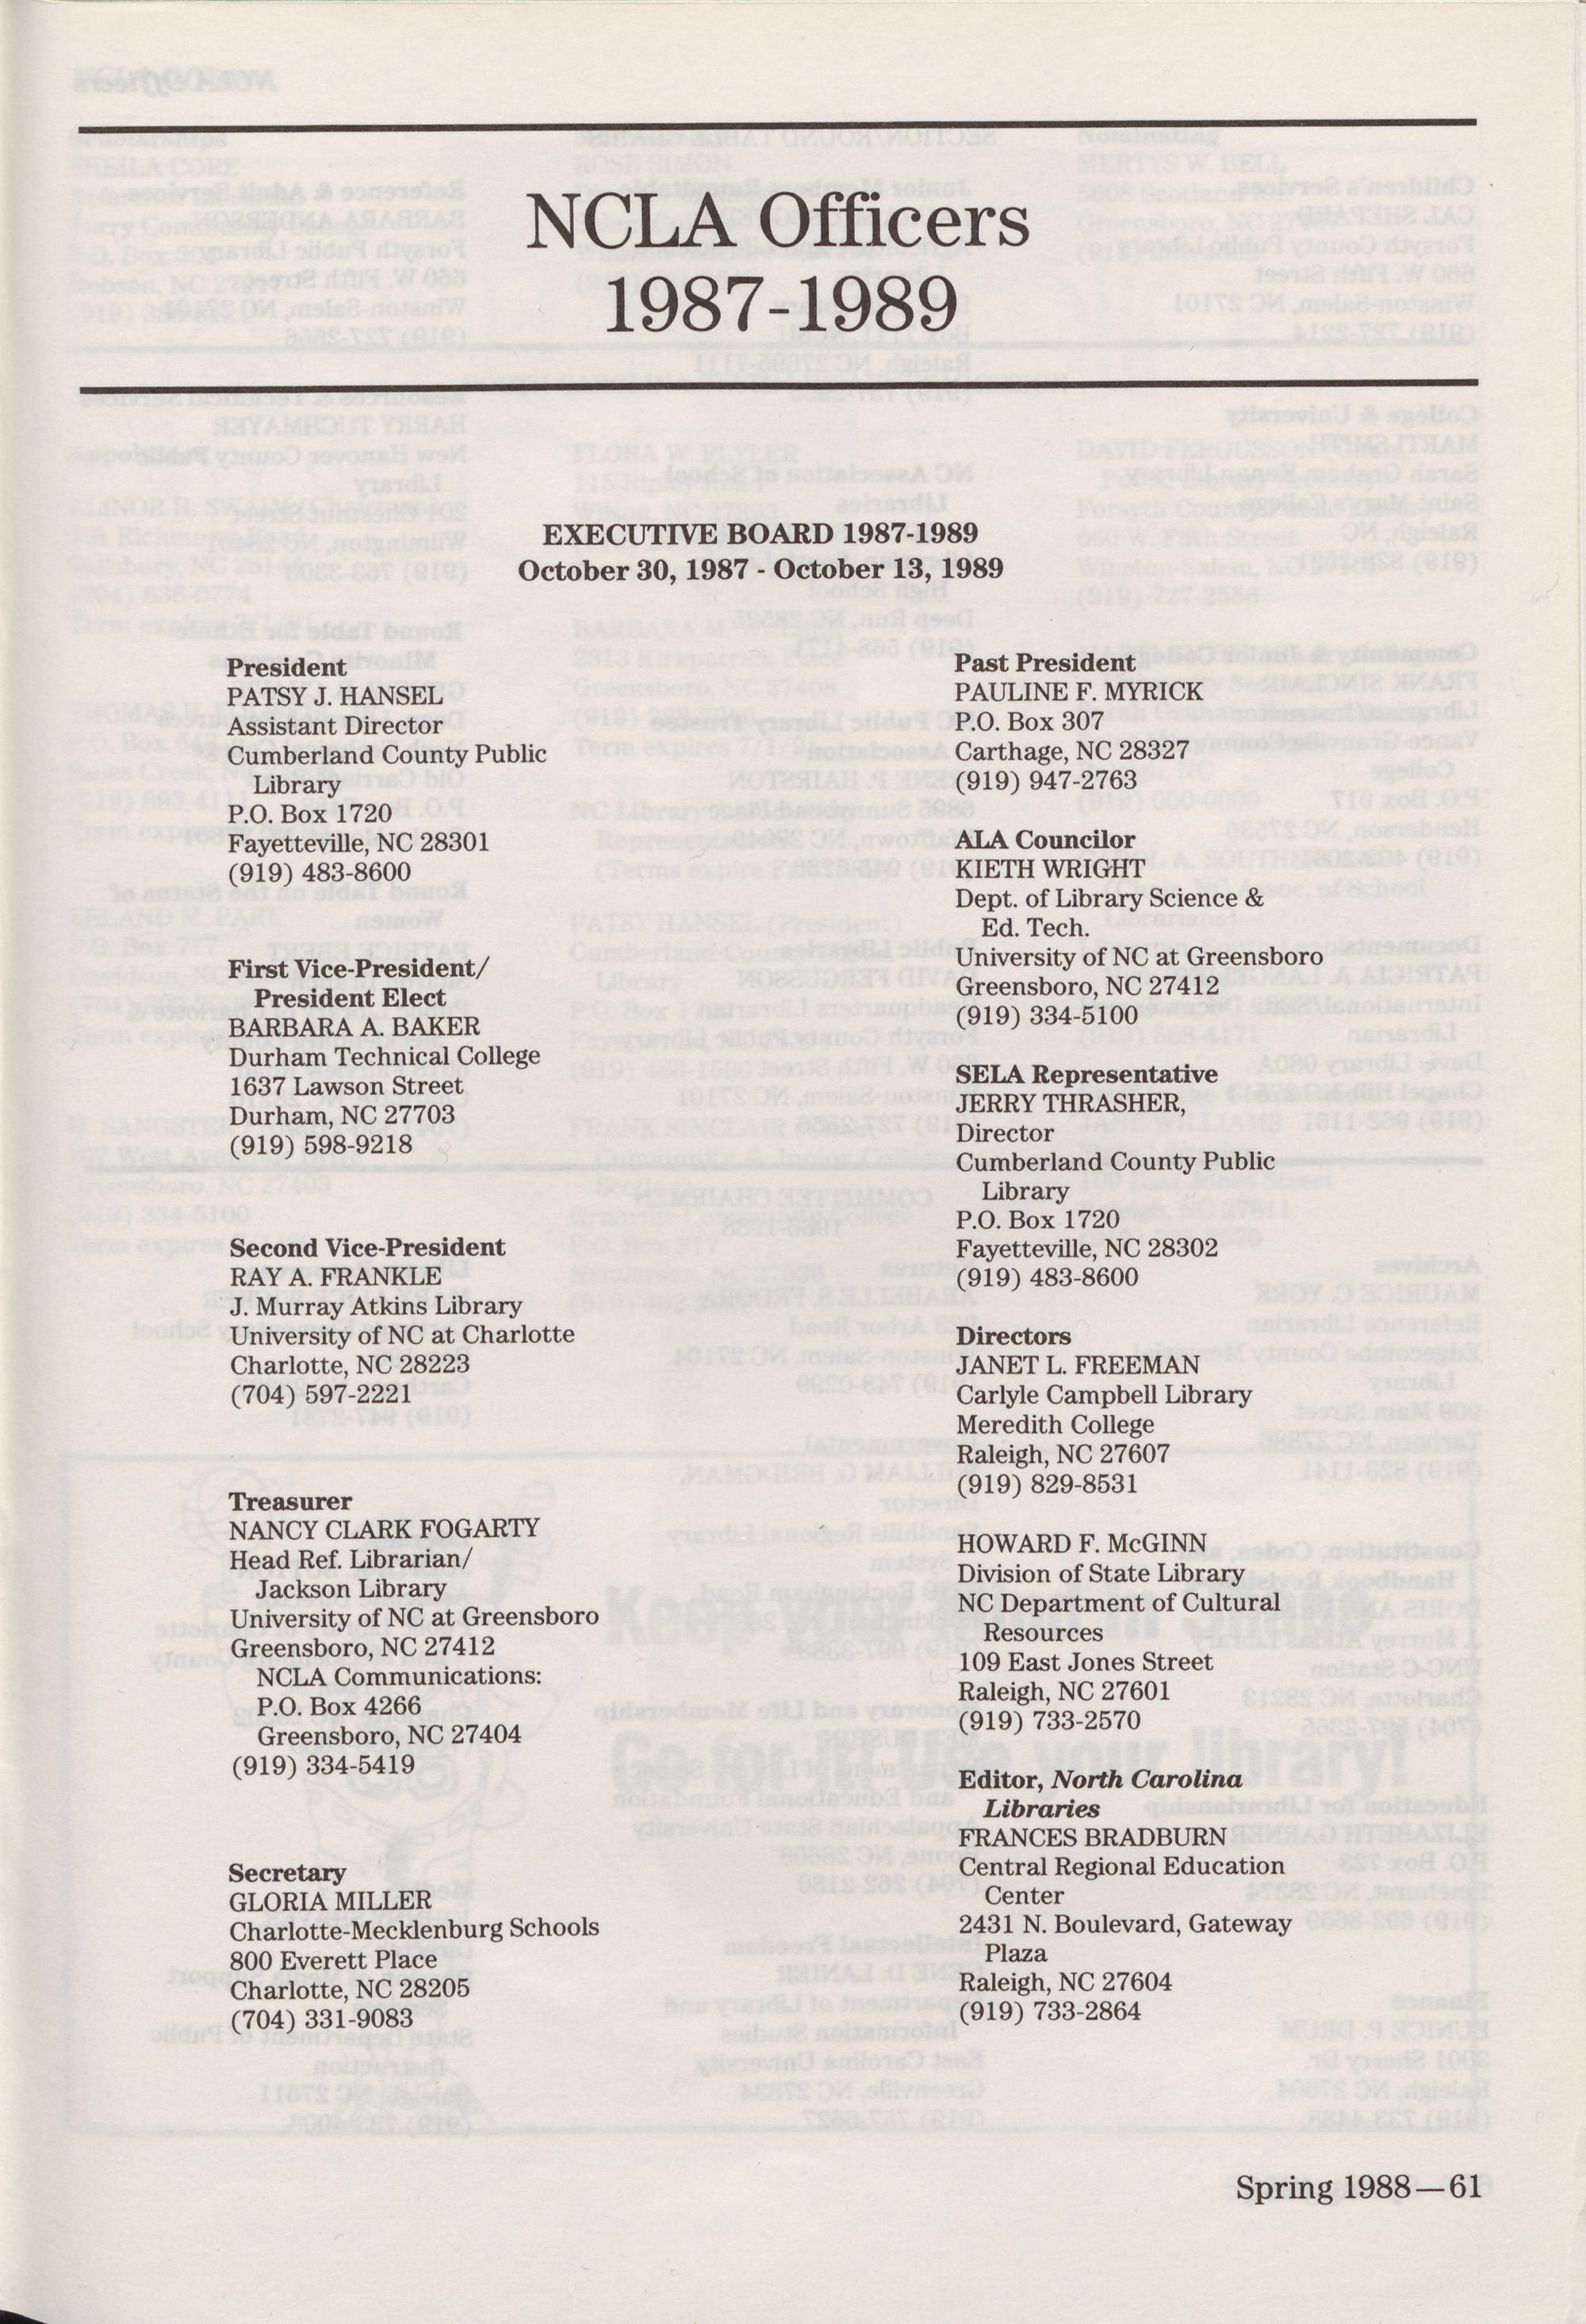 NCLA Officers
1987-1989
EXECUTIVE BOARD 1987-1989
October 30, 1987 - October 13, 1989
President
PATSY J. HANSEL
Assistant Director
Cumberland County Public
Library
P.O. Box 1720
Fayetteville, NC 28301
(919) 483-8600
First Vice-President/
President Elect
BARBARA A. BAKER
Durham Technical College
1637 Lawson Street
Durham, NC 27703
(919) 598-9218
Second Vice-President
RAY A. FRANKLE
J. Murray Atkins Library
University of NC at Charlotte
Charlotte, NC 28223
(704) 597-2221
Treasurer
NANCY CLARK FOGARTY
Head Ref. Librarian/
Jackson Library
University of NC at Greensboro
Greensboro, NC 27412
NCLA Communications:
P.O. Box 4266
Greensboro, NC 27404
(919) 334-5419
Secretary
GLORIA MILLER
Charlotte-Mecklenburg Schools
800 Everett Place
Charlotte, NC 28205
(704) 331-9083
Past President
PAULINE F. MYRICK
P.O. Box 307
Carthage, NC 28327
(919) 947-2763
ALA Councilor
KIETH WRIGHT
Dept. of Library Science &
Ed. Tech.
University of NC at Greensboro
Greensboro, NC 27412
(919) 334-5100
SELA Representative
JERRY THRASHER,
Director
Cumberland County Public
Library
P.O. Box 1720
Fayetteville, NC 28302
(919) 483-8600
Directors
JANET L. FREEMAN
Carlyle Campbell Library
Meredith College
Raleigh, NC 27607
(919) 829-8531
HOWARD F. McGINN
Division of State Library
NC Department of Cultural
Resources
109 East Jones Street
Raleigh, NC 27601
(919) 733-2570
Editor, North Carolina
Libraries
FRANCES BRADBURN
Central Regional Education
Center
2431 N. Boulevard, Gateway
Plaza
Raleigh, NC 27604
(919) 733-2864
Spring 1988—61